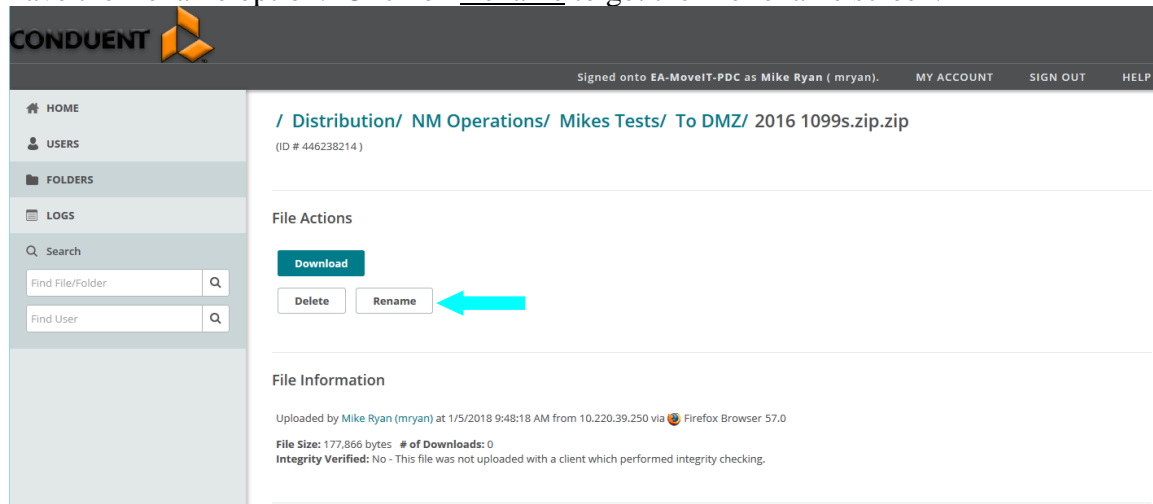 CONDUENT
Signed onto EA-MoveIT-PDC as Mike Ryan ( mryan). MY ACCOUNT SIGN OUT HELP
HOME
USERS
FOLDERS
LOGS
Search
Find File/Folder
Find User
/ Distribution/ NM Operations/ Mikes Tests/ To DMZ/ 2016 1099s.zip.zip
(ID # 446238214 )
File Actions
Download
Delete Rename
File Information
Uploaded by Mike Ryan (mryan) at 1/5/2018 9:48:18 AM from 10.220.39.250 via Firefox Browser 57.0
File Size: 177,866 bytes # of Downloads: 0
Integrity Verified: No - This file was not uploaded with a client which performed integrity checking.